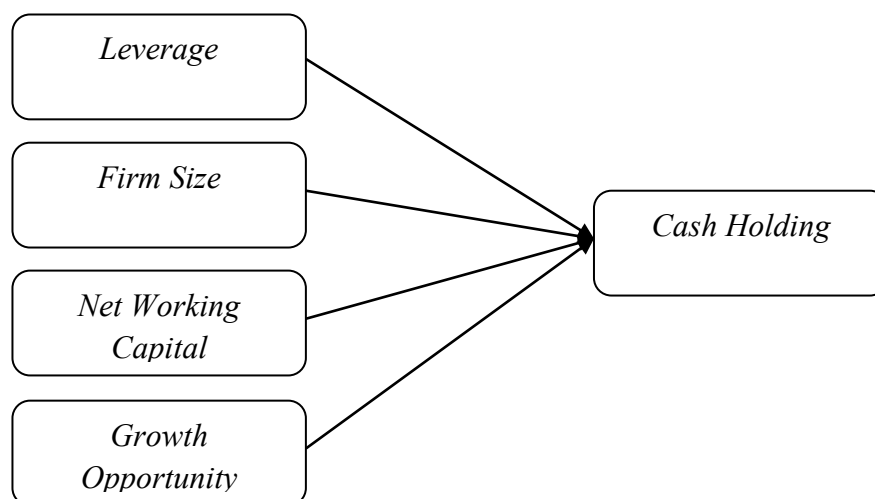 Leverage
Firm Size
Cash Holding
Net Working
Capital
Growth
Opportunity